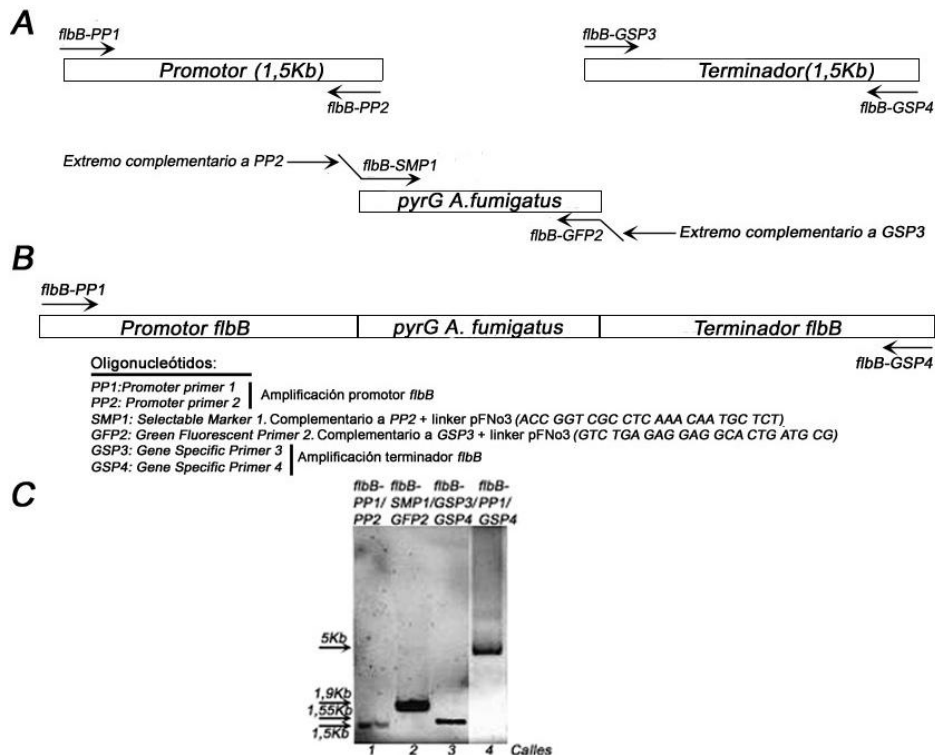 A
flbB-PP1
flbB-GSP3
Promotor (1,5Kb)
Terminador(1,5Kb)
flbB-PP2
flbB-GSP4
Extremo complementario a PP2
flbB-SMP1
pyrG A.fumigatus
flbB-GFP2
Extremo complementario a GSP3
B
flbB-PP1
Promotor flbB
pyrG A. fumigatus
Terminador flbB
flbB-GSP4
Oligonucleótidos:
PP1:Promoter primer 1
PP2: Promoter primer 2
Amplificación promotor flbB
SMP1: Selectable Marker 1. Complementario a PP2 + linker pFNo3 (ACC GGT CGC CTC AAA CAA TGC TCT)
GFP2: Green Fluorescent Primer 2. Complementario a GSP3 + linker pFNo3 (GTC TGA GAG GAG GCA CTG ATG CG)
GSP3: Gene Specific Primer 3
GSP4: Gene Specific Primer 4
Amplificación terminador flbB
C
flbB- flbB- flbB- flbB-
PP1/ SMP1/ GSP3/ PP1/
PP2 GFP2 GSP4 GSP4
5Kb
1,9Kb
1,55Kb
1,5Kb
1 2 3 4 Calles